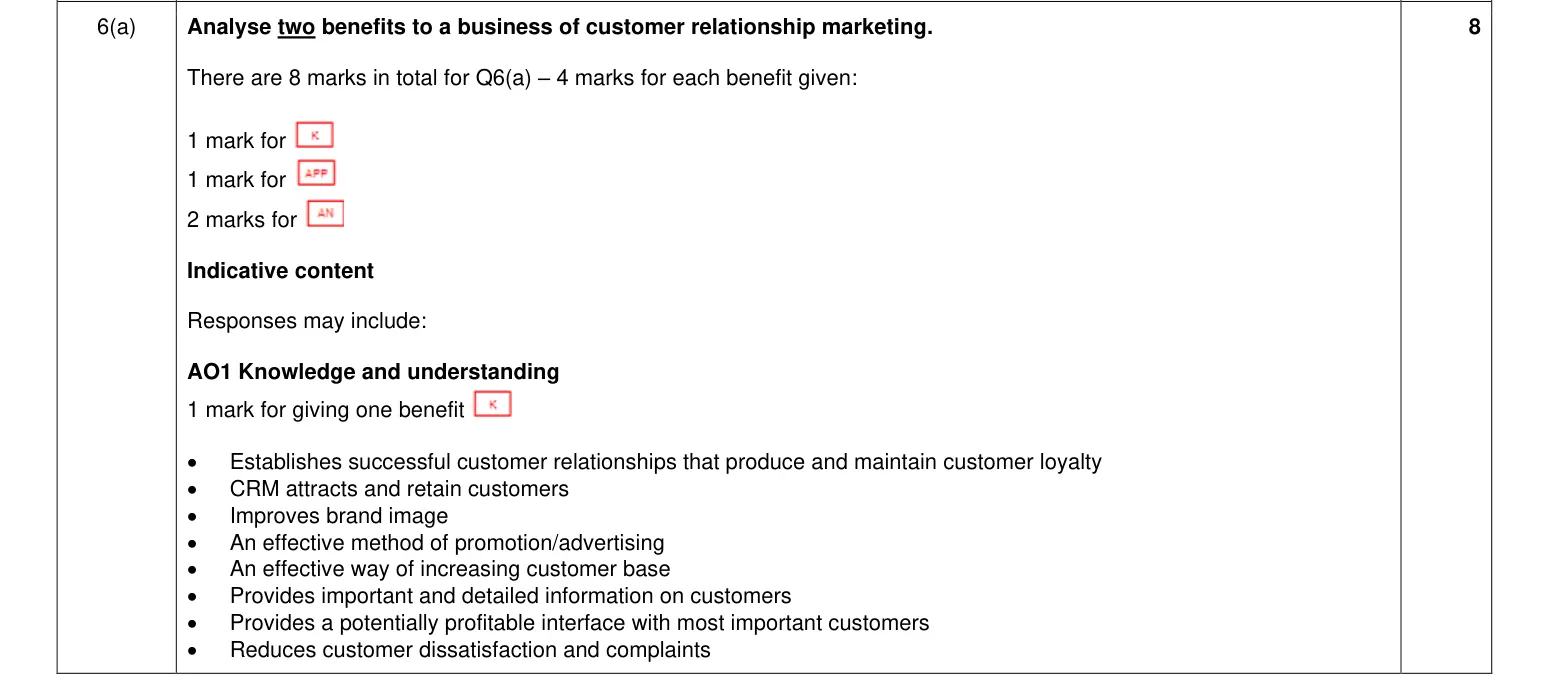 6(a) Analyse two benefits to a business of customer relationship marketing. 8
There are 8 marks in total for Q6(a) – 4 marks for each benefit given:
1 mark for K
1 mark for APP
2 marks for AN
Indicative content
Responses may include:
AO1 Knowledge and understanding
1 mark for giving one benefit K
• Establishes successful customer relationships that produce and maintain customer loyalty
• CRM attracts and retain customers
• Improves brand image
• An effective method of promotion/advertising
• An effective way of increasing customer base
• Provides important and detailed information on customers
• Provides a potentially profitable interface with most important customers
• Reduces customer dissatisfaction and complaints